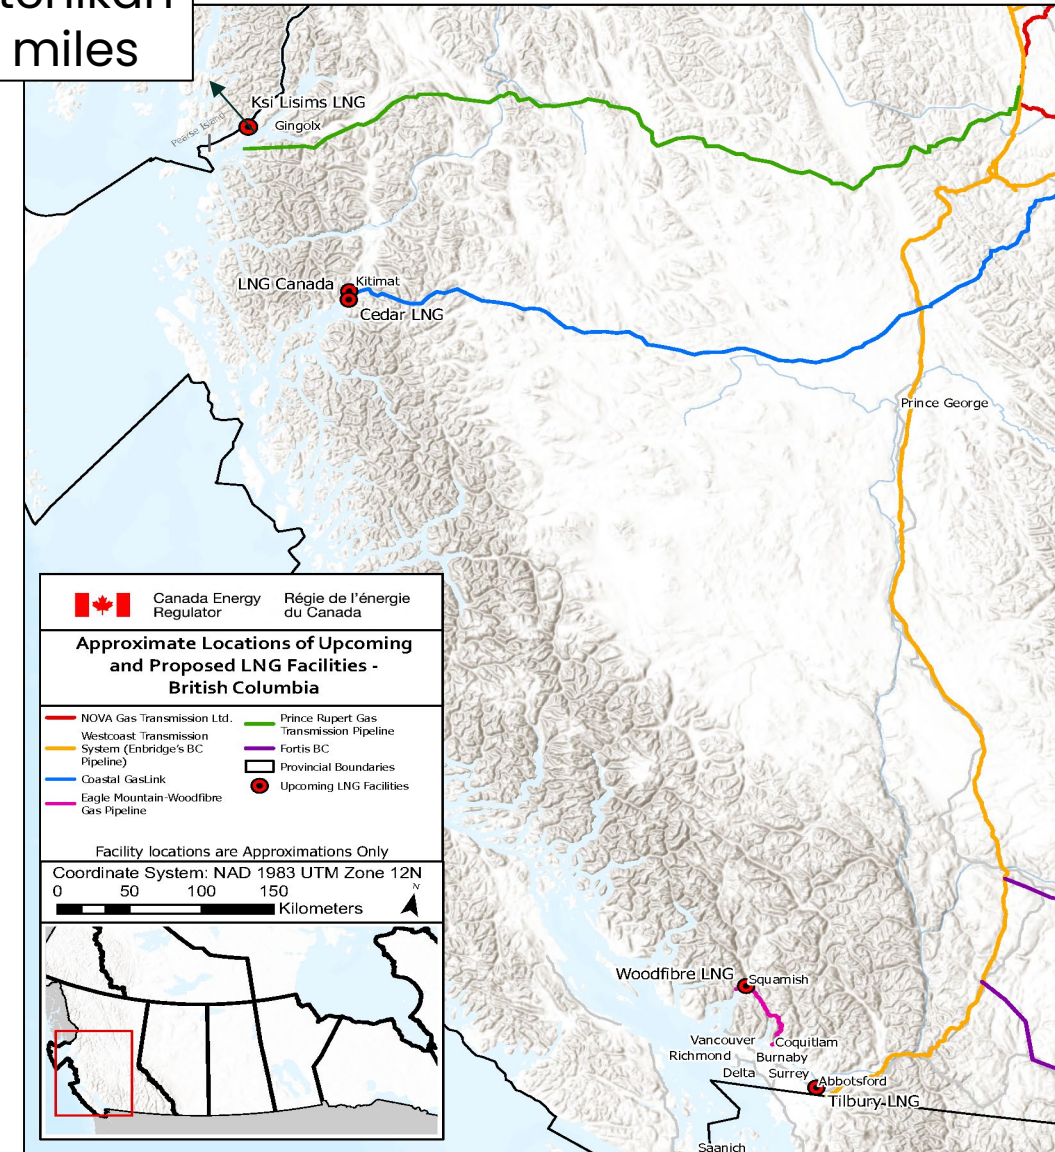 miles
Ksi Lisims LNG
Gingolx
Pearse Island
LNG Canada
Kitimat
Cedar LNG
Prince George
Canada Energy
Regulator
Régie de l'énergie
du Canada
Approximate Locations of Upcoming
and Proposed LNG Facilities -
British Columbia
NOVA Gas Transmission Ltd.
Westcoast Transmission
System (Enbridge's BC
Pipeline)
Coastal GasLink
Eagle Mountain-Woodfibre
Gas Pipeline
Prince Rupert Gas
Transmission Pipeline
Fortis BC
Provincial Boundaries
Upcoming LNG Facilities
Facility locations are Approximations Only
Coordinate System: NAD 1983 UTM Zone 12N
0 50 100 150
Kilometers
N
Woodfibre LNG
Squamish
Vancouver
Coquitlam
Richmond
Burnaby
Delta
Surrey
Abbotsford
Tilbury LNG
Saanich